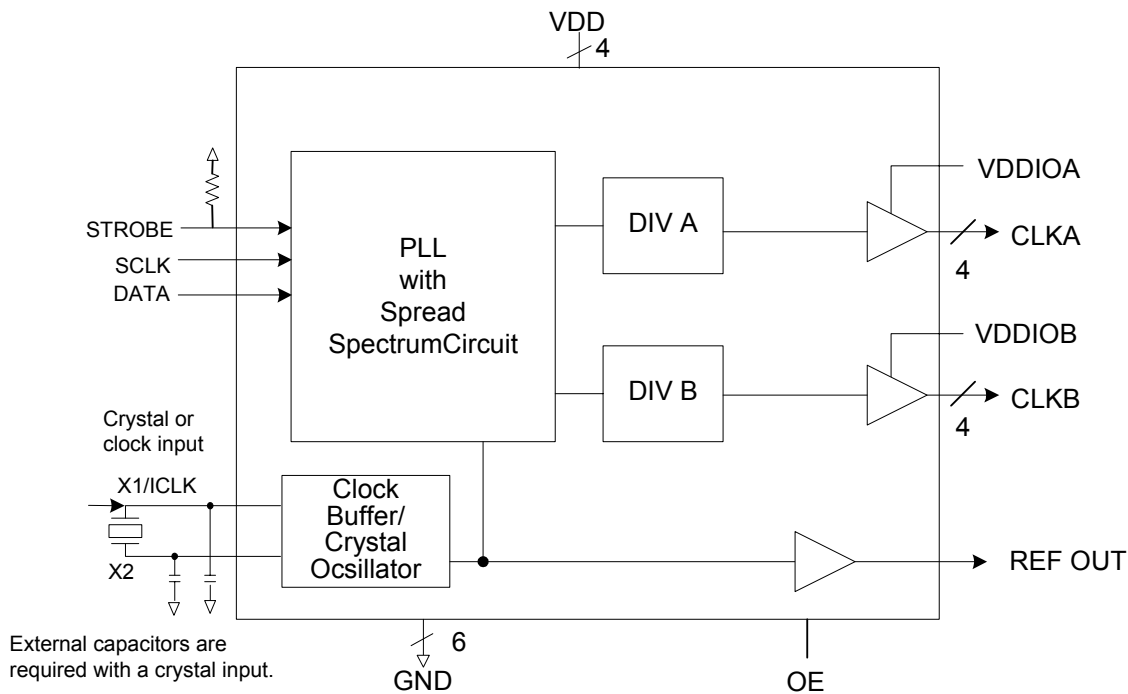 VDD
4
VDDIOA
STROBE
SCLK
DATA
PLL
with
Spread
SpectrumCircuit
DIV A
CLKA
4
VDDIOB
DIV B
CLKB
4
Crystal or
clock input
X1/ICLK
X2
Clock
Buffer/
Crystal
Ocsillator
REF OUT
External capacitors are
required with a crystal input.
6
GND
OE